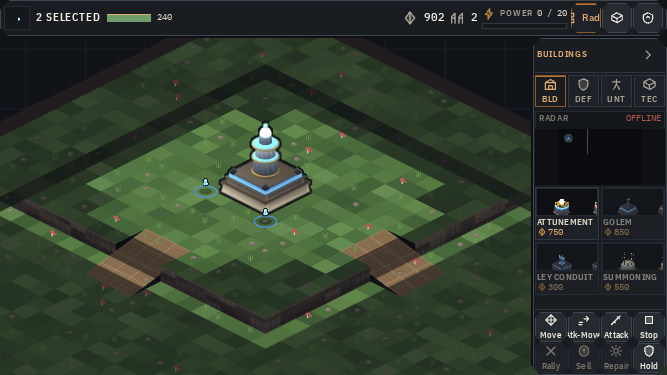 2 SELECTED 240 902 2 POWER 0 / 20 Rad
BUILDINGS
BLD DEF UNT TEC
RADAR OFFLINE
ATTUNEMENT GOLEM
750 850
LEY CONDUIT SUMMONING
300 550
Move Atk-Move Attack Stop
Rally Sell Repair Hold